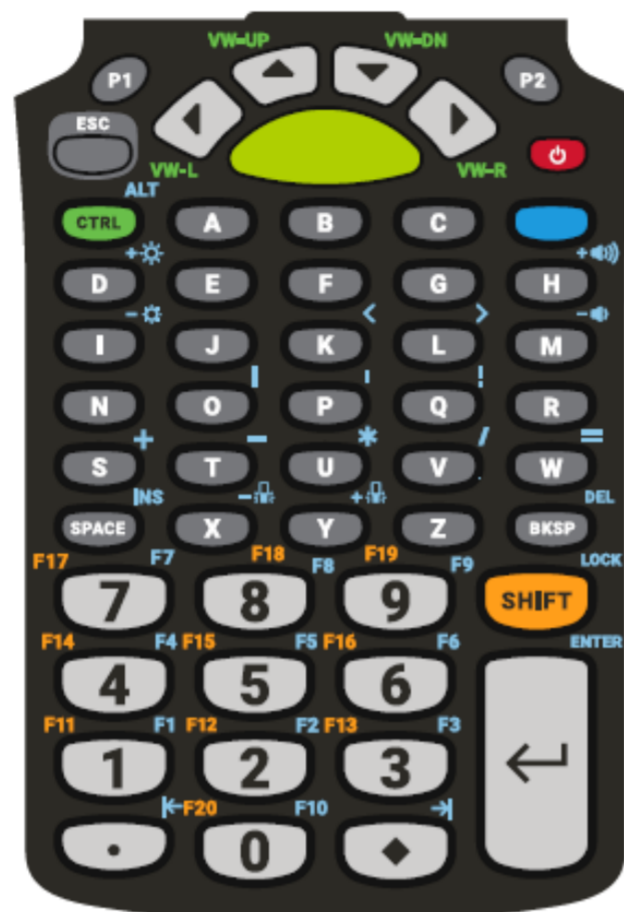 VW-UP VW-DN
P1 P2
ESC
VW-L VW-R
ALT
CTRL A B C
+ +
D E F G H
- < > -
I J K L M
| ' !
N O P Q R
+ - * / =
S T U V W
INS - + DEL
SPACE X Y Z BKSP
F17 F7 F18 F8 F19 F9 LOCK
7 8 9 SHIFT
F14 F4 F15 F5 F16 F6 ENTER
4 5 6
F11 F1 F12 F2 F13 F3
1 2 3
F20 F10
. 0